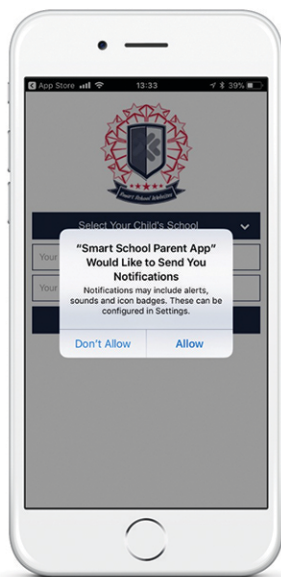 App Store
13:33
39%
Smart School Websites
Select Your Child's School
Your
Your
"Smart School Parent App"
Would Like to Send You
Notifications
Notifications may include alerts,
sounds and icon badges. These can be
configured in Settings.
Don't Allow
Allow